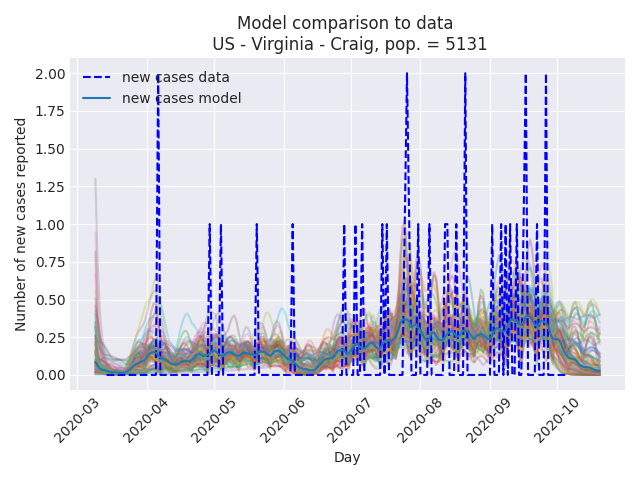 Model comparison to data
US - Virginia - Craig, pop. = 5131
new cases data
new cases model
Number of new cases reported
2.00
1.75
1.50
1.25
1.00
0.75
0.50
0.25
0.00
2020-03
2020-04
2020-05
2020-06
2020-07
2020-08
2020-09
2020-10
Day